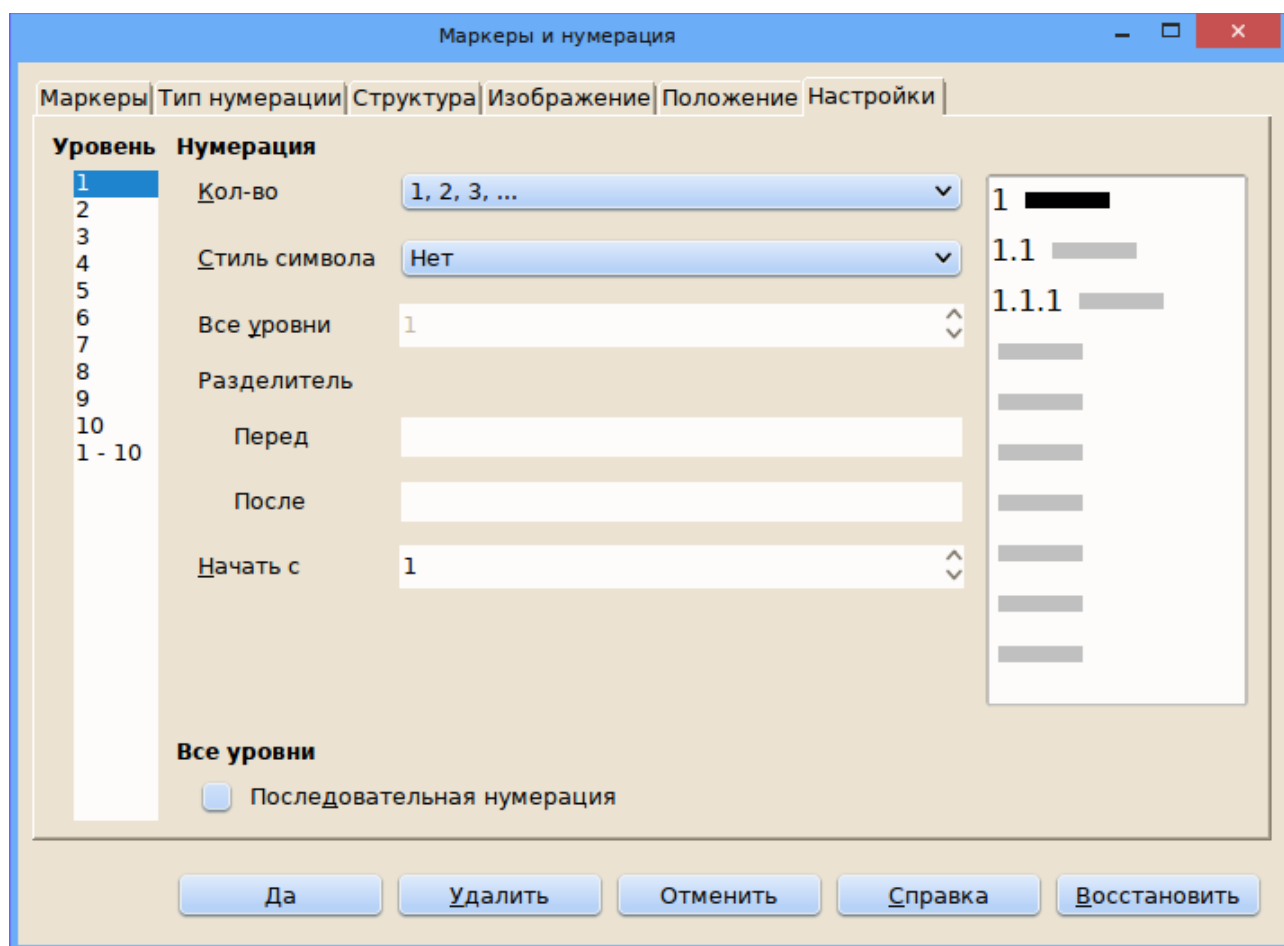 Маркеры и нумерация
Маркеры Тип нумерации Структура Изображение Положение Настройки
Уровень Нумерация
1
2
3
4
5
6
7
8
9
10
1 - 10
Кол-во 1, 2, 3, ...
Стиль символа Нет
Все уровни 1
Разделитель
Перед
После
Начать с 1
1
1.1
1.1.1
Все уровни
Последовательная нумерация
Да Удалить Отменить Справка Восстановить